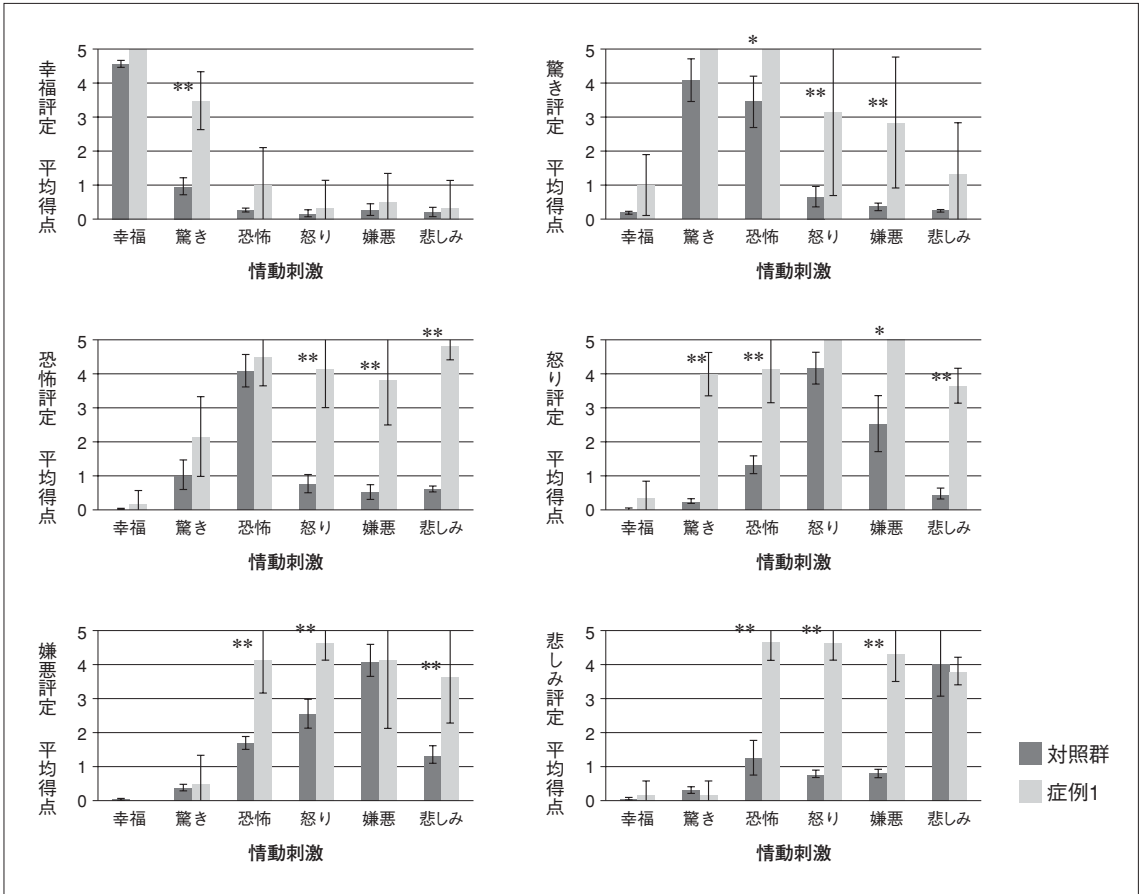 幸福評定 平均得点
5
4
3
2
1
0
**
幸福 驚き 恐怖 怒り 嫌悪 悲しみ
情動刺激
驚き評定 平均得点
5
4
3
2
1
0
*
**
**
幸福 驚き 恐怖 怒り 嫌悪 悲しみ
情動刺激
恐怖評定 平均得点
5
4
3
2
1
0
**
**
**
幸福 驚き 恐怖 怒り 嫌悪 悲しみ
情動刺激
怒り評定 平均得点
5
4
3
2
1
0
**
**
*
**
幸福 驚き 恐怖 怒り 嫌悪 悲しみ
情動刺激
嫌悪評定 平均得点
5
4
3
2
1
0
**
**
**
幸福 驚き 恐怖 怒り 嫌悪 悲しみ
情動刺激
悲しみ評定 平均得点
5
4
3
2
1
0
**
**
**
幸福 驚き 恐怖 怒り 嫌悪 悲しみ
情動刺激
対照群
症例1